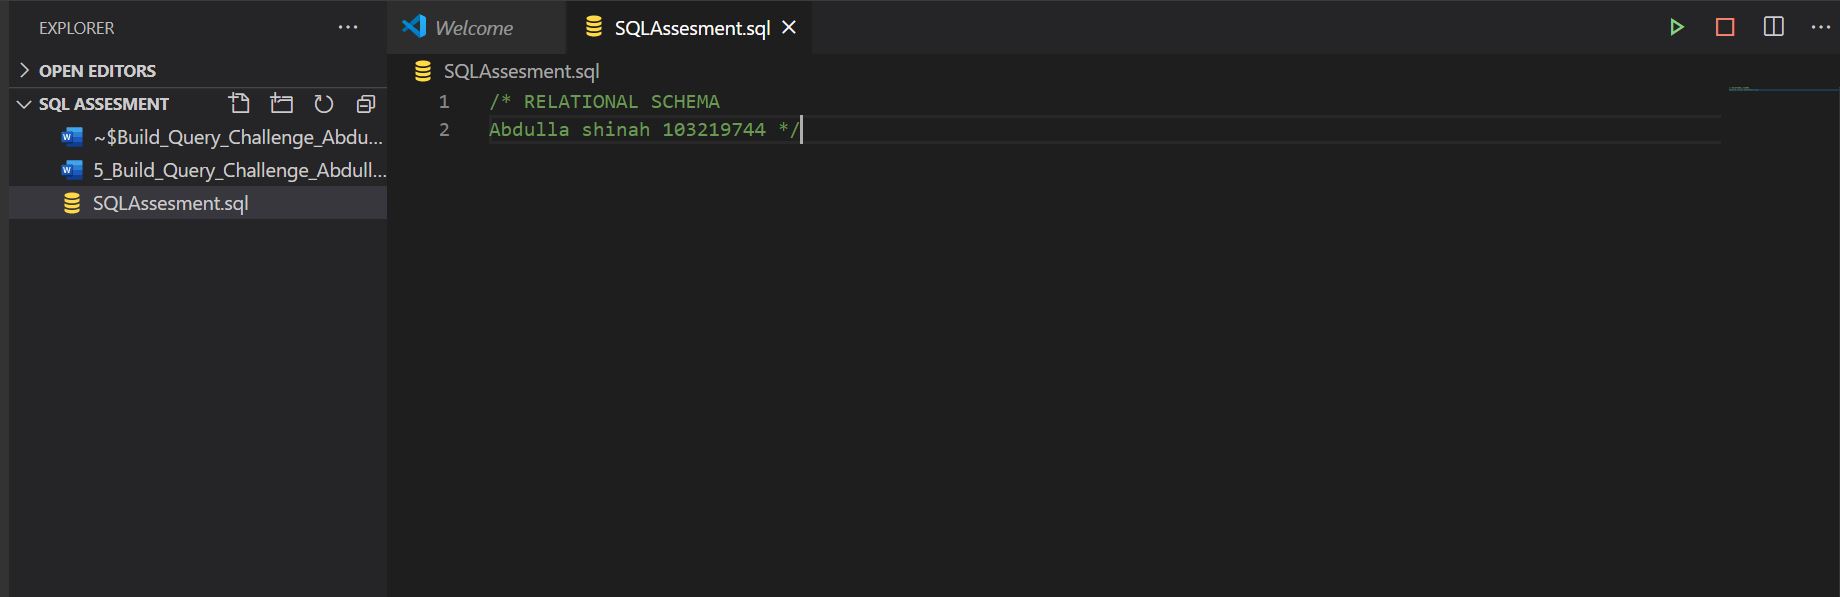 EXPLORER
Welcome
SQLAssesment.sql
OPEN EDITORS
SQL ASSESMENT
~$Build_Query_Challenge_Abdu...
5_Build_Query_Challenge_Abdull...
SQLAssesment.sql
SQLAssesment.sql
1 /* RELATIONAL SCHEMA
2 Abdulla shinah 103219744 */